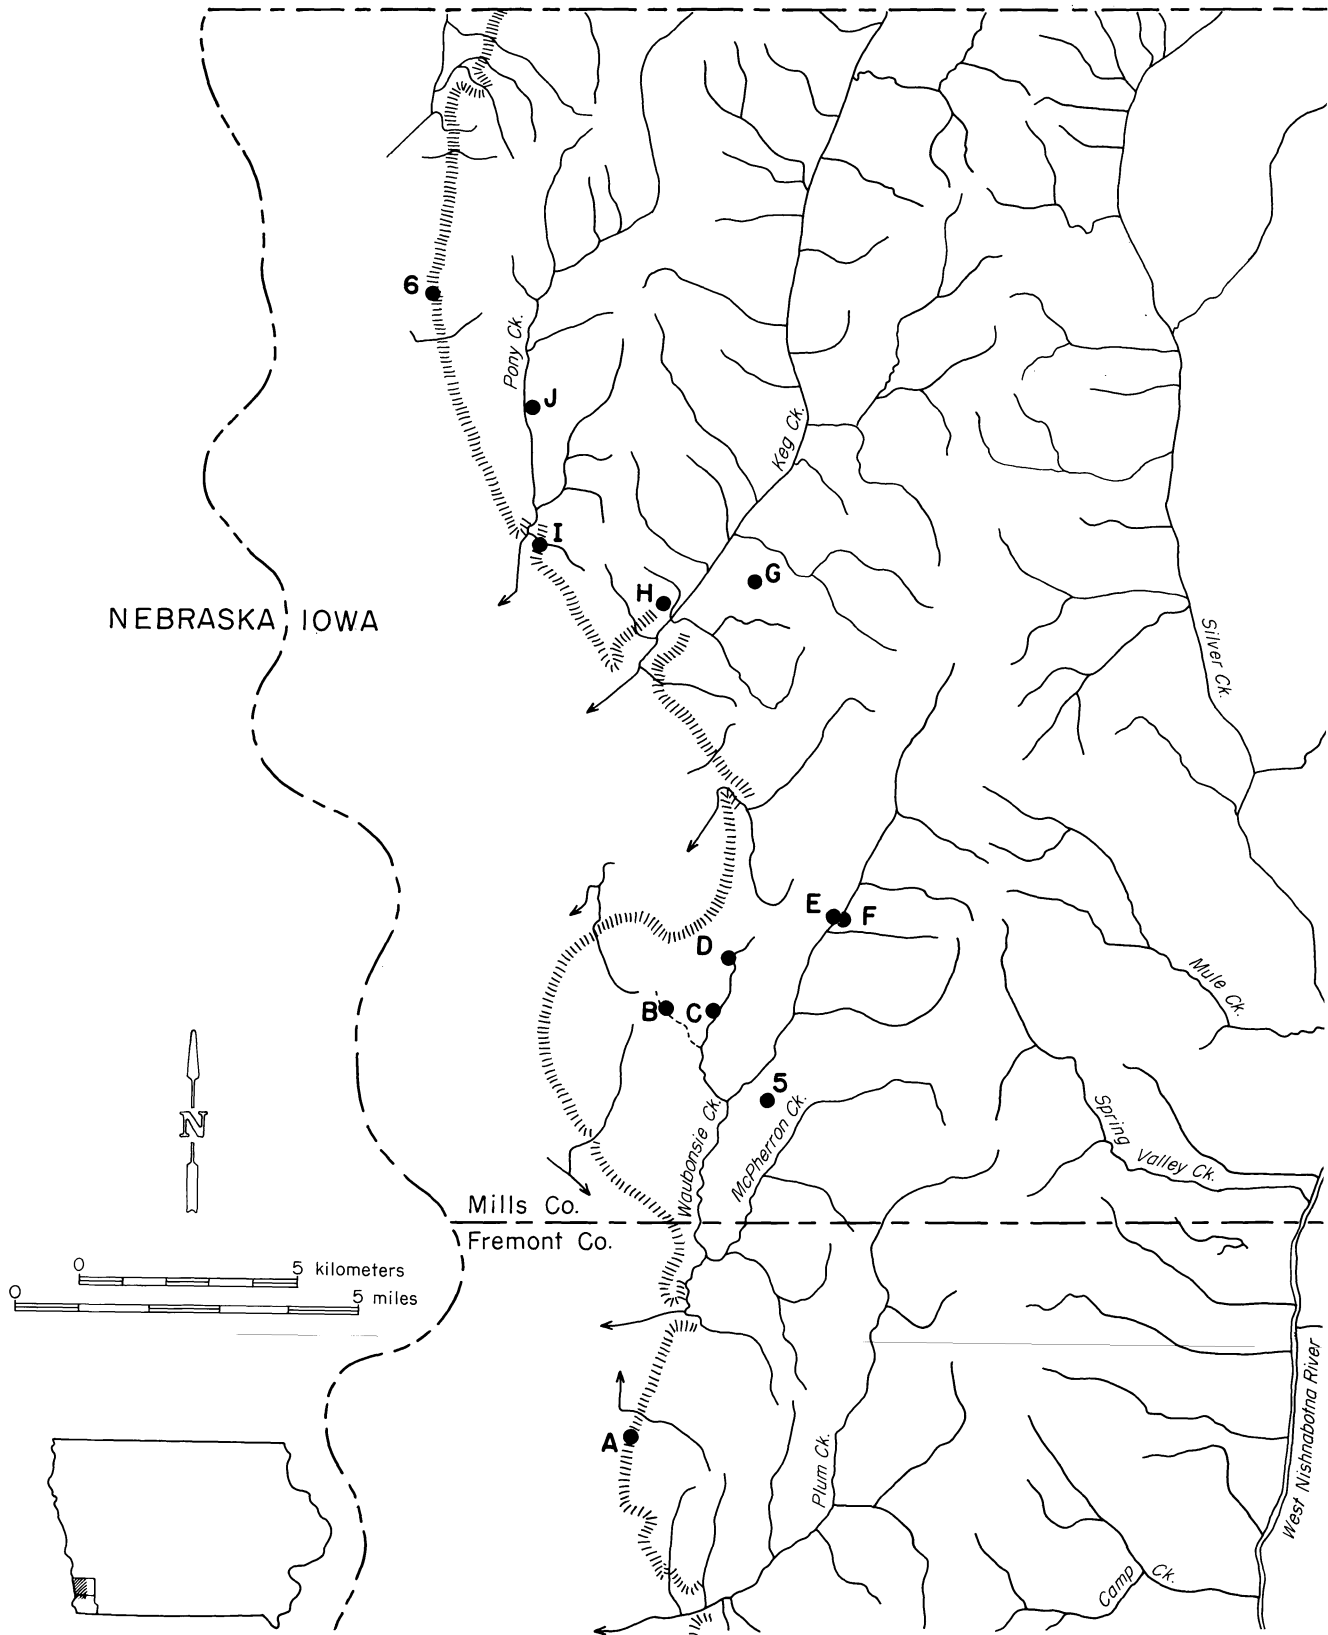 6
Pony Ck.
J
Keg Ck.
I
G
H
NEBRASKA IOWA
Silver Ck.
E F
D
Mule Ck.
B C
5
N
Waubonsie Ck.
McPherron Ck.
Spring Valley Ck.
Mills Co.
Fremont Co.
0 5 kilometers
0 5 miles
A
Plum Ck.
West Nishnabotna River
Camp Ck.